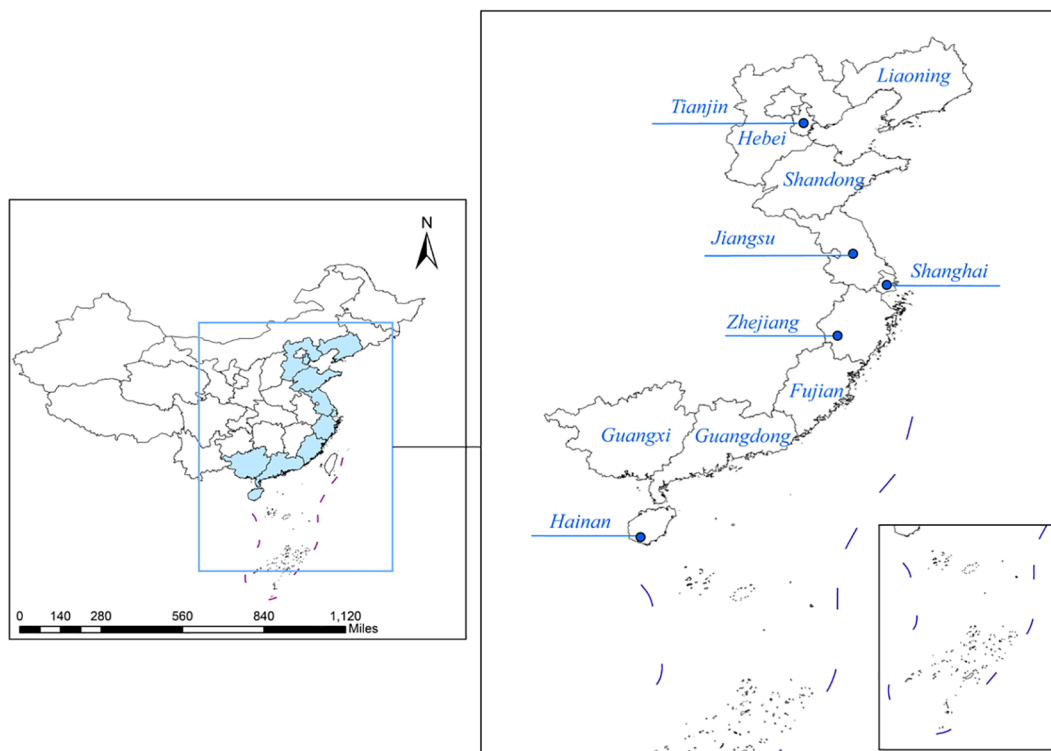 N
0 140 280 560 840 1,120
Miles
Liaoning
Tianjin
Hebei
Shandong
Jiangsu
Shanghai
Zhejiang
Fujian
Guangxi
Guangdong
Hainan